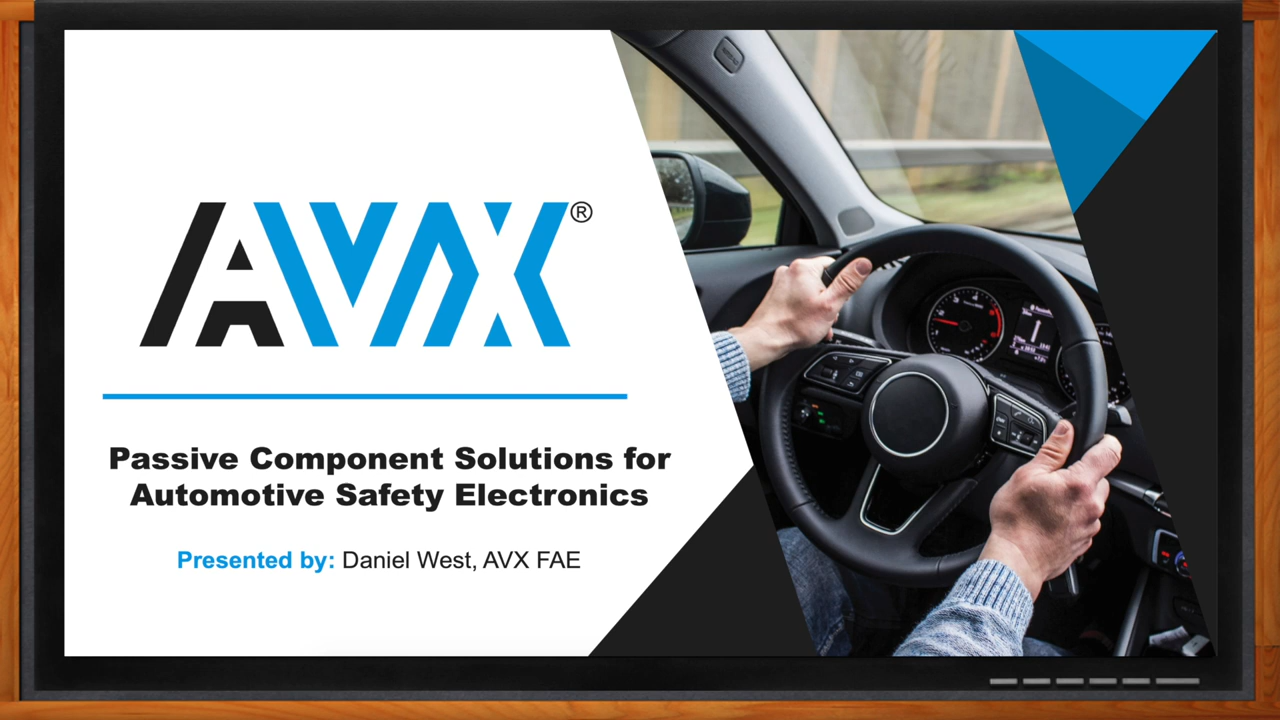 AVX®
Passive Component Solutions for
Automotive Safety Electronics
Presented by: Daniel West, AVX FAE